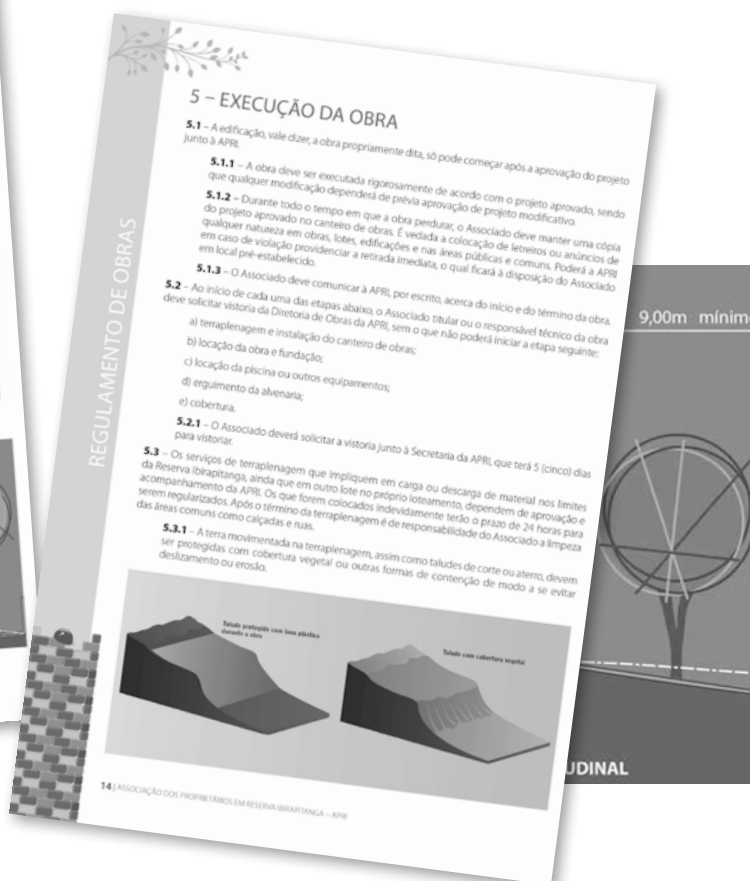 REGULAMENTO DE OBRAS
5 – EXECUÇÃO DA OBRA
5.1 – A edificação, vale dizer, a obra propriamente dita, só pode começar após a aprovação do projeto
junto à APRI.
5.1.1 – A obra deve ser executada rigorosamente de acordo com o projeto aprovado, sendo
que qualquer modificação dependerá de prévia aprovação de projeto modificativo.
5.1.2 – Durante todo o tempo em que a obra perdurar, o Associado deve manter uma cópia
do projeto aprovado no canteiro de obras. É vedada a colocação de letreiros ou anúncios de
qualquer natureza em obras, lotes, edificações e nas áreas públicas e comuns. Poderá a APRI
em caso de violação providenciar a retirada imediata, o qual ficará à disposição do Associado
em local pré-estabelecido.
5.1.3 – O Associado deve comunicar à APRI, por escrito, acerca do início e do término da obra.
5.2 – Ao início de cada uma das etapas abaixo, o Associado titular ou o responsável técnico da obra
deve solicitar vistoria da Diretoria de Obras da APRI, sem o que não poderá iniciar a etapa seguinte:
a) terraplenagem e instalação do canteiro de obras;
b) locação da obra e fundação;
c) locação da piscina ou outros equipamentos;
d) erguimento da alvenaria;
e) cobertura.
5.2.1 – O Associado deverá solicitar a vistoria junto à Secretaria da APRI, que terá 5 (cinco) dias
para vistoriar.
5.3 – Os serviços de terraplenagem que impliquem em carga ou descarga de material nos limites
da Reserva Ibirapitanga, ainda que em outro lote no próprio loteamento, dependem de aprovação e
acompanhamento da APRI. Os que forem colocados indevidamente terão o prazo de 24 horas para
serem regularizados. Após o término da terraplenagem é de responsabilidade do Associado a limpeza
das áreas comuns como calçadas e ruas.
5.3.1 – A terra movimentada na terraplenagem, assim como taludes de corte ou aterro, devem
ser protegidas com cobertura vegetal ou outras formas de contenção de modo a se evitar
deslizamento ou erosão.
Talude protegido com lona plástica
durante a obra
Talude com cobertura vegetal
14 | ASSOCIAÇÃO DOS PROPRIETÁRIOS EM RESERVA IBIRAPITANGA – APRI
9,00m mínim
UDINAL